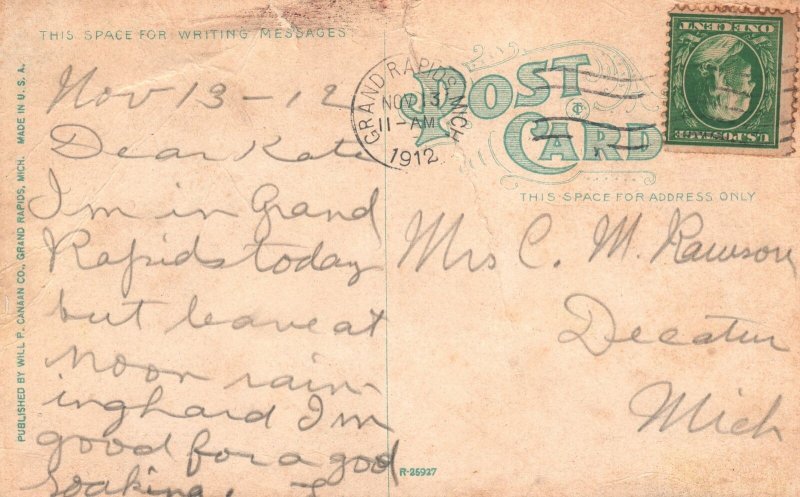 THIS SPACE FOR WRITING MESSAGES
Nov 13-12
Dear Kate
I'm in Grand
Rapids today
but leave at
noon rain-
ing hard I'm
good for a good
soaking.
PUBLISHED BY WILL P. CANAAN CO., GRAND RAPIDS, MICH. MADE IN U.S.A.
GRAND RAPIDS, MICH
NOV 13
11-AM
1912
POST
CARD
THIS SPACE FOR ADDRESS ONLY
U.S. POSTAGE
ONE CENT
Mrs C. M. Rawson
Decatur
Mich
R-26927